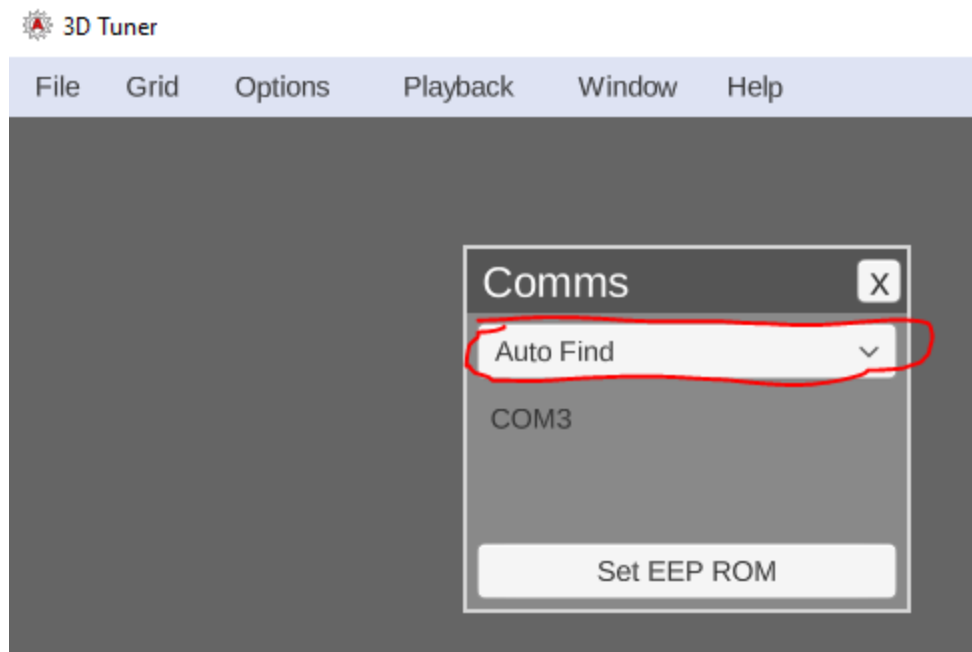 3D Tuner
File Grid Options Playback Window Help
Comms X
Auto Find
COM3
Set EEP ROM